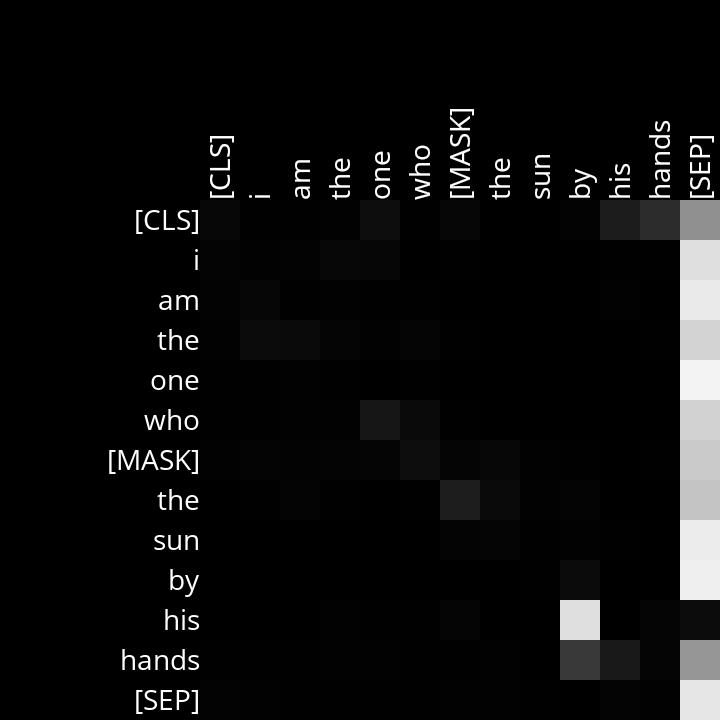 [CLS] i am the one who [MASK] the sun by his hands [SEP]
[CLS]
i
am
the
one
who
[MASK]
the
sun
by
his
hands
[SEP]